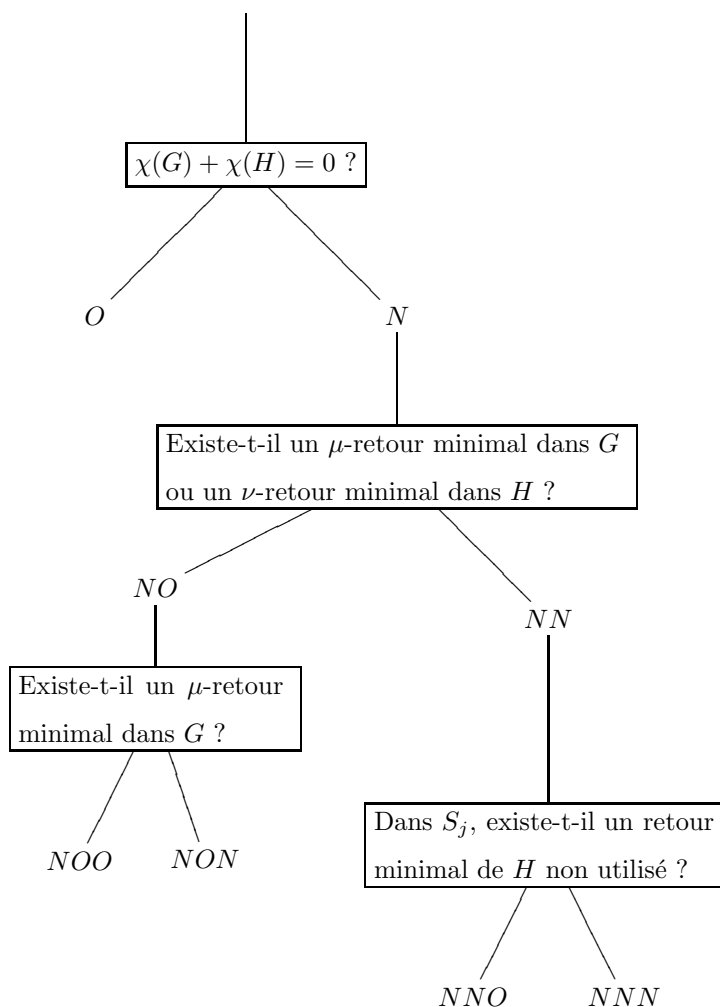 χ(G) + χ(H) = 0 ?
O
N
Existe-t-il un μ-retour minimal dans G
ou un ν-retour minimal dans H ?
NO
NN
Existe-t-il un μ-retour
minimal dans G ?
Dans S_j, existe-t-il un retour
minimal de H non utilisé ?
NOO
NON
NNO
NNN